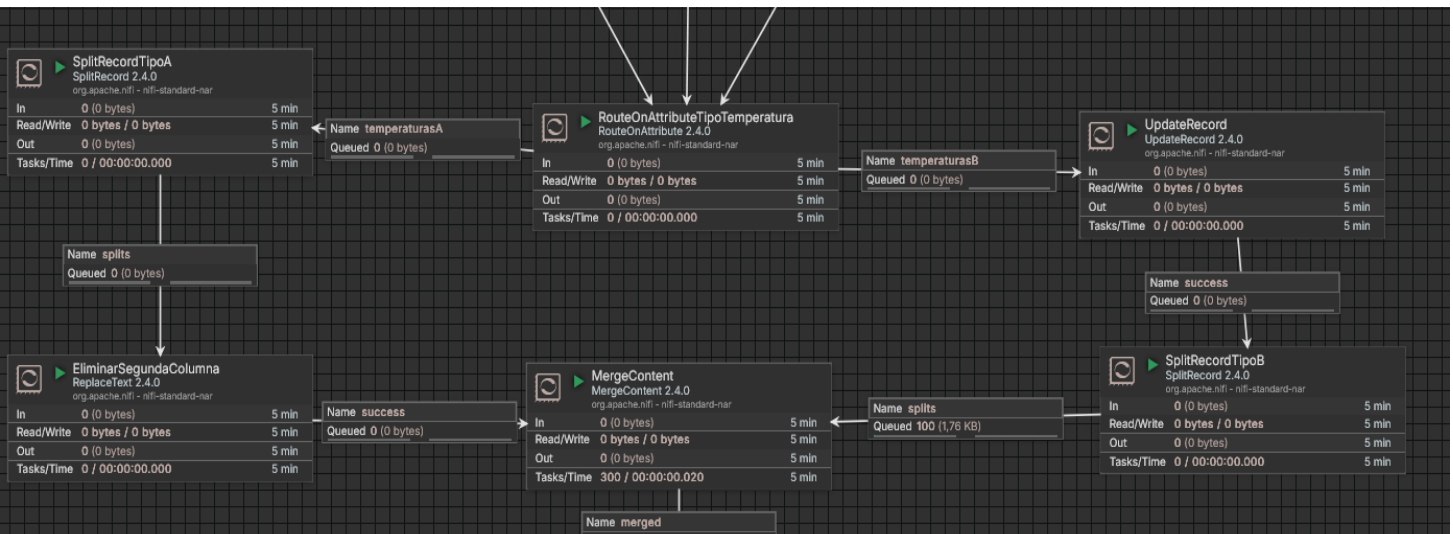 SplitRecordTipoA
SplitRecord 2.4.0
org.apache.nifi - nifi-standard-nar
In 0 (0 bytes) 5 min
Read/Write 0 bytes / 0 bytes 5 min
Out 0 (0 bytes) 5 min
Tasks/Time 0 / 00:00:00.000 5 min
Name temperaturasA
Queued 0 (0 bytes)
RouteOnAttributeTipoTemperatura
RouteOnAttribute 2.4.0
org.apache.nifi - nifi-standard-nar
In 0 (0 bytes) 5 min
Read/Write 0 bytes / 0 bytes 5 min
Out 0 (0 bytes) 5 min
Tasks/Time 0 / 00:00:00.000 5 min
Name temperaturasB
Queued 0 (0 bytes)
UpdateRecord
UpdateRecord 2.4.0
org.apache.nifi - nifi-standard-nar
In 0 (0 bytes) 5 min
Read/Write 0 bytes / 0 bytes 5 min
Out 0 (0 bytes) 5 min
Tasks/Time 0 / 00:00:00.000 5 min
Name splits
Queued 0 (0 bytes)
Name success
Queued 0 (0 bytes)
EliminarSegundaColumna
ReplaceText 2.4.0
org.apache.nifi - nifi-standard-nar
In 0 (0 bytes) 5 min
Read/Write 0 bytes / 0 bytes 5 min
Out 0 (0 bytes) 5 min
Tasks/Time 0 / 00:00:00.000 5 min
Name success
Queued 0 (0 bytes)
MergeContent
MergeContent 2.4.0
org.apache.nifi - nifi-standard-nar
In 0 (0 bytes) 5 min
Read/Write 0 bytes / 0 bytes 5 min
Out 0 (0 bytes) 5 min
Tasks/Time 300 / 00:00:00.020 5 min
Name splits
Queued 100 (1,76 KB)
SplitRecordTipoB
SplitRecord 2.4.0
org.apache.nifi - nifi-standard-nar
In 0 (0 bytes) 5 min
Read/Write 0 bytes / 0 bytes 5 min
Out 0 (0 bytes) 5 min
Tasks/Time 0 / 00:00:00.000 5 min
Name merged